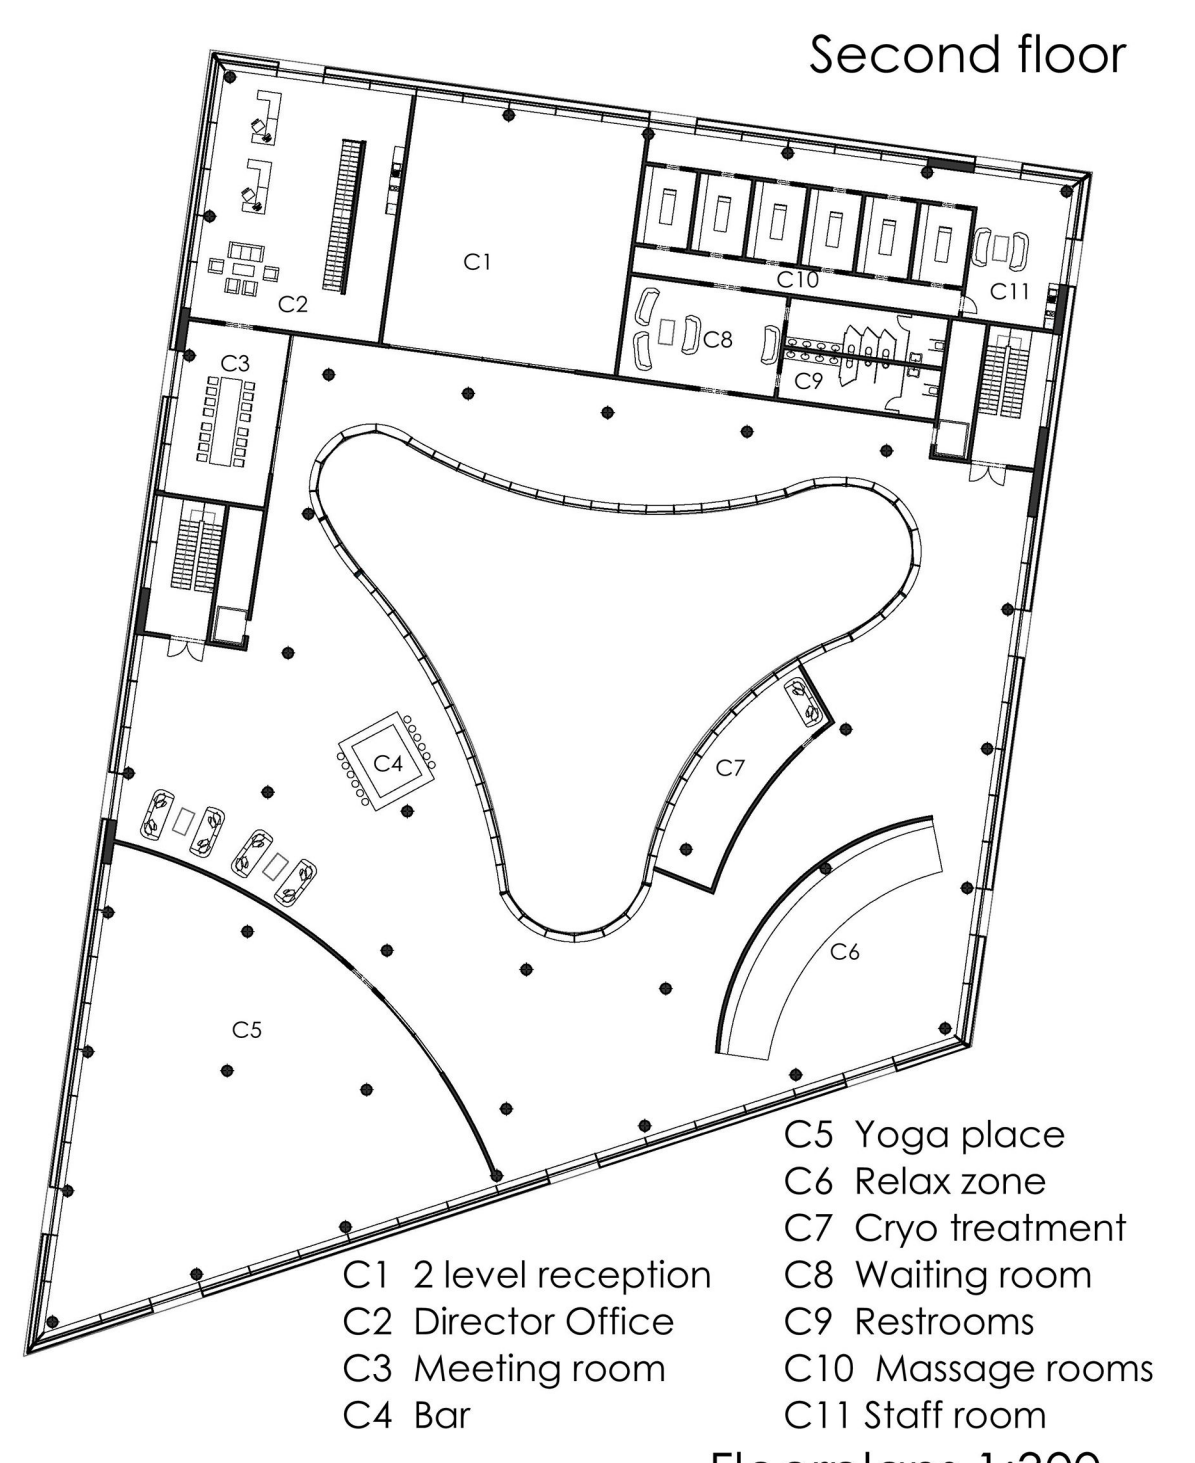 Second floor
C1
C2
C3
C8
C9
C10
C11
C4
C7
C6
C5
C1 2 level reception
C2 Director Office
C3 Meeting room
C4 Bar
C5 Yoga place
C6 Relax zone
C7 Cryo treatment
C8 Waiting room
C9 Restrooms
C10 Massage rooms
C11 Staff room